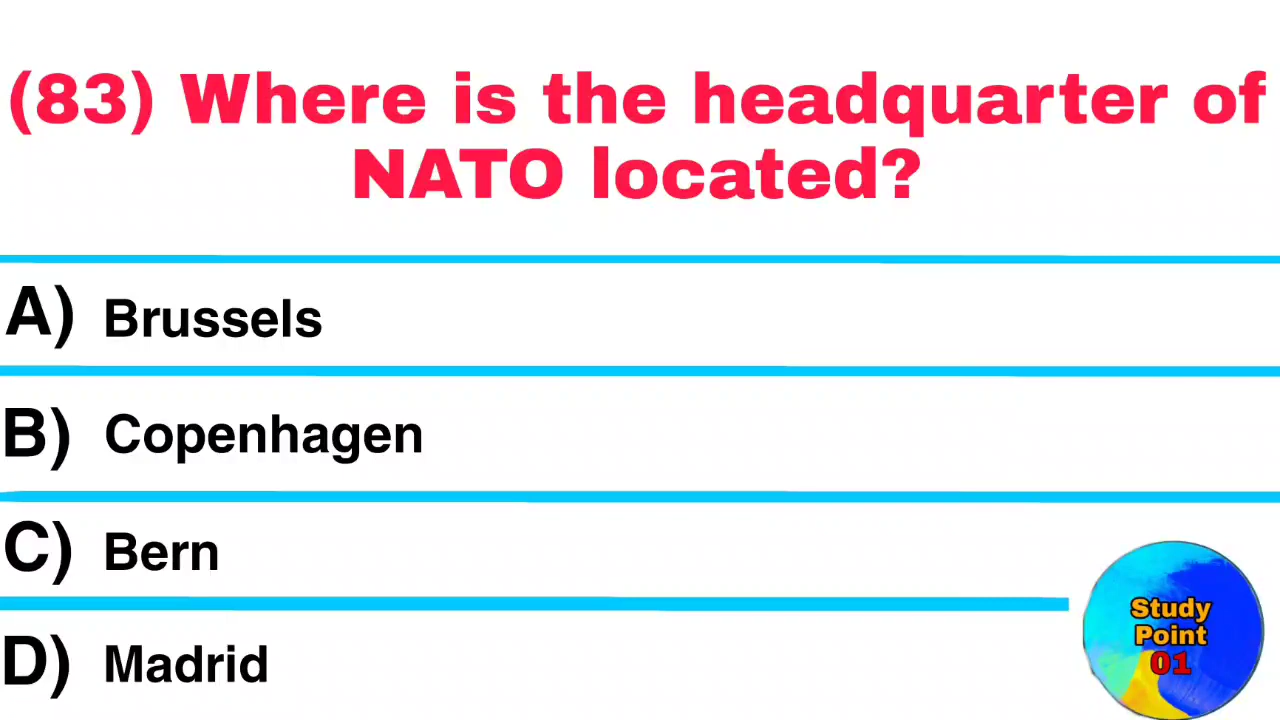 (83) Where is the headquarter of
NATO located?
A) Brussels
B) Copenhagen
C) Bern
D) Madrid
Study
Point
01